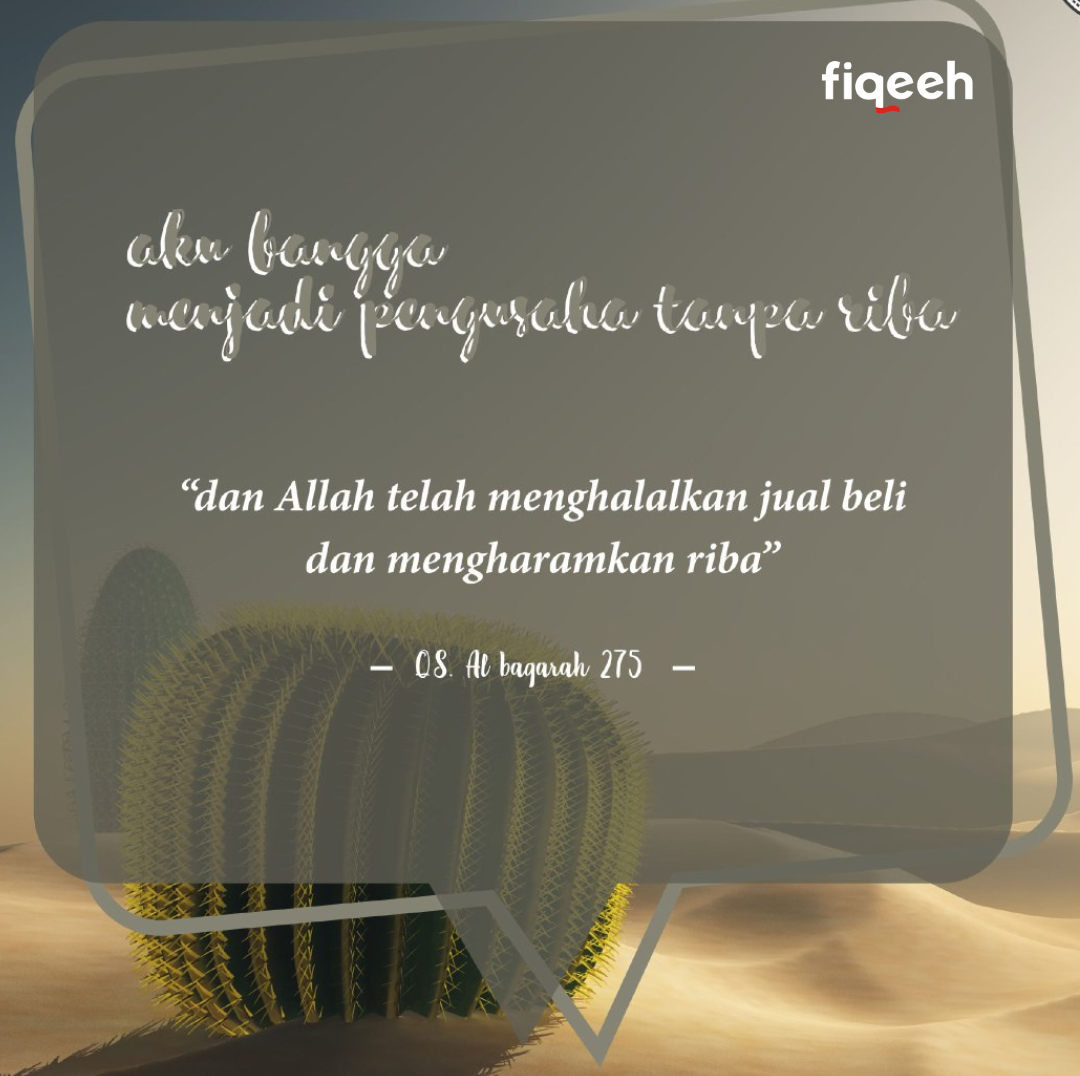 fiqeeh
aku bangga
menjadi pengusaha tanpa riba
“dan Allah telah menghalalkan jual beli
dan mengharamkan riba”
– QS. Al baqarah 275 –